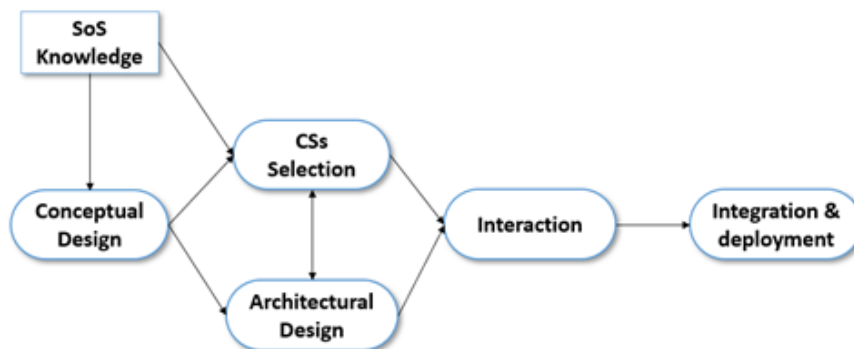 SoS
Knowledge
CSs
Selection
Conceptual
Design
Interaction
Integration &
deployment
Architectural
Design